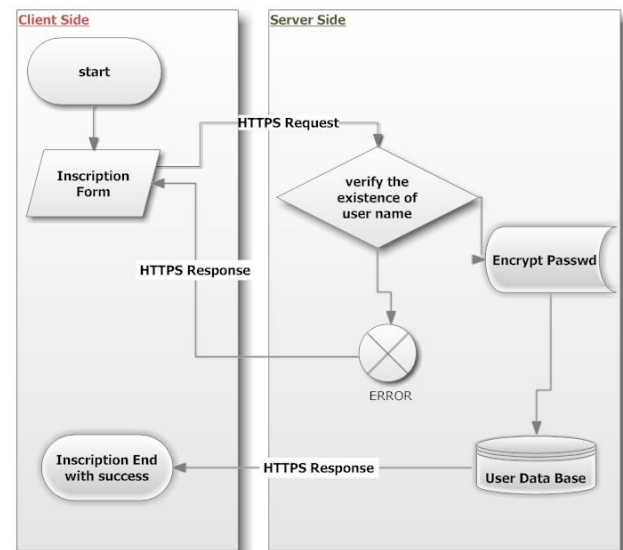 Client Side
Server Side
start
HTTPS Request
Inscription
Form
verify the
existence of
user name
Encrypt Passwd
HTTPS Response
ERROR
Inscription End
with success
HTTPS Response
User Data Base